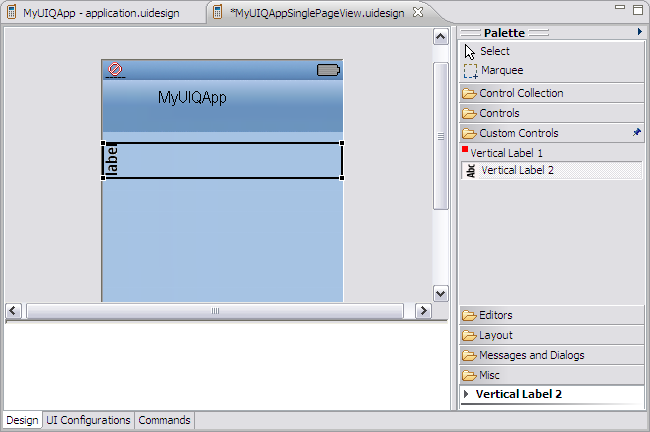 MyUIQApp - application.uidesign
*MyUIQAppSinglePageView.uidesign
MyUIQApp
label
Palette
Select
Marquee
Control Collection
Controls
Custom Controls
Vertical Label 1
Abc Vertical Label 2
Editors
Layout
Messages and Dialogs
Misc
Vertical Label 2
Design
UI Configurations
Commands